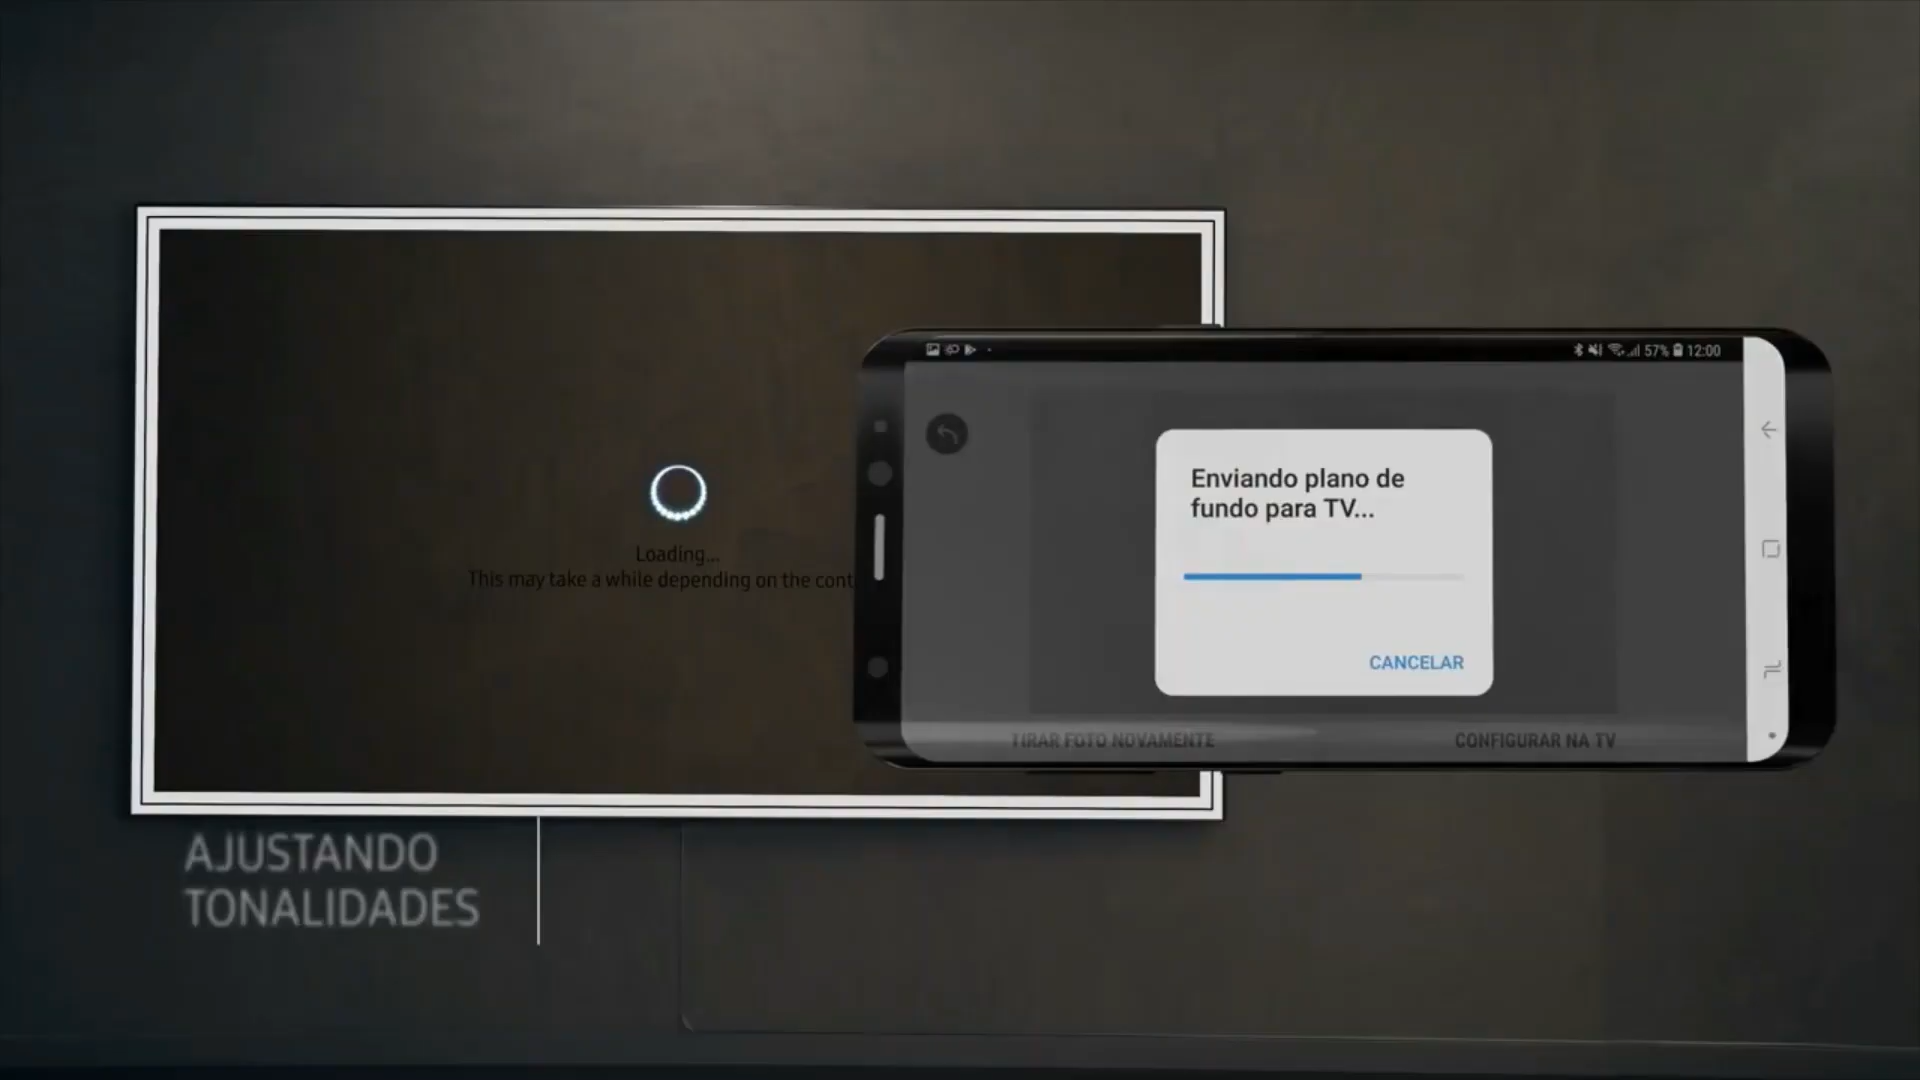 57% 12:00
Enviando plano de
fundo para TV...
CANCELAR
TIRAR FOTO NOVAMENTE
CONFIGURAR NA TV
Loading...
This may take a while depending on the cont
AJUSTANDO
TONALIDADES